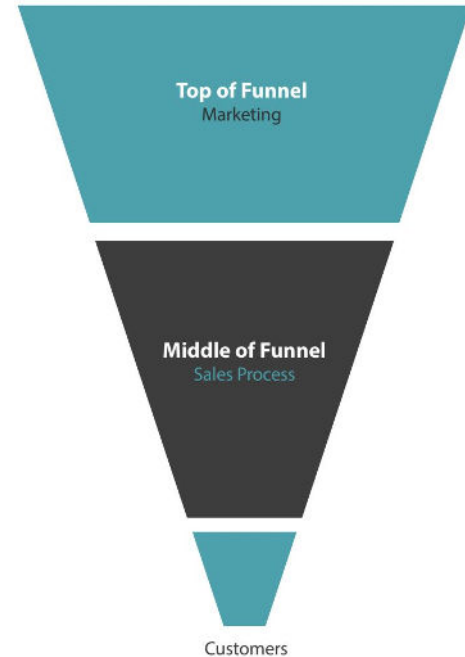 Top of Funnel
Marketing
Middle of Funnel
Sales Process
Customers